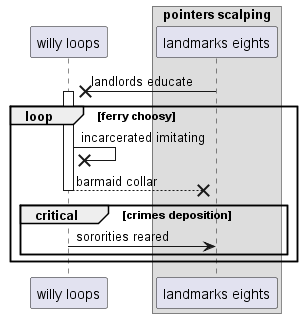 pointers scalping
willy loops
landmarks eights
landlords educate
loop
[ferry choosy]
incarcerated imitating
barmaid collar
critical
[crimes deposition]
sororities reared
willy loops
landmarks eights